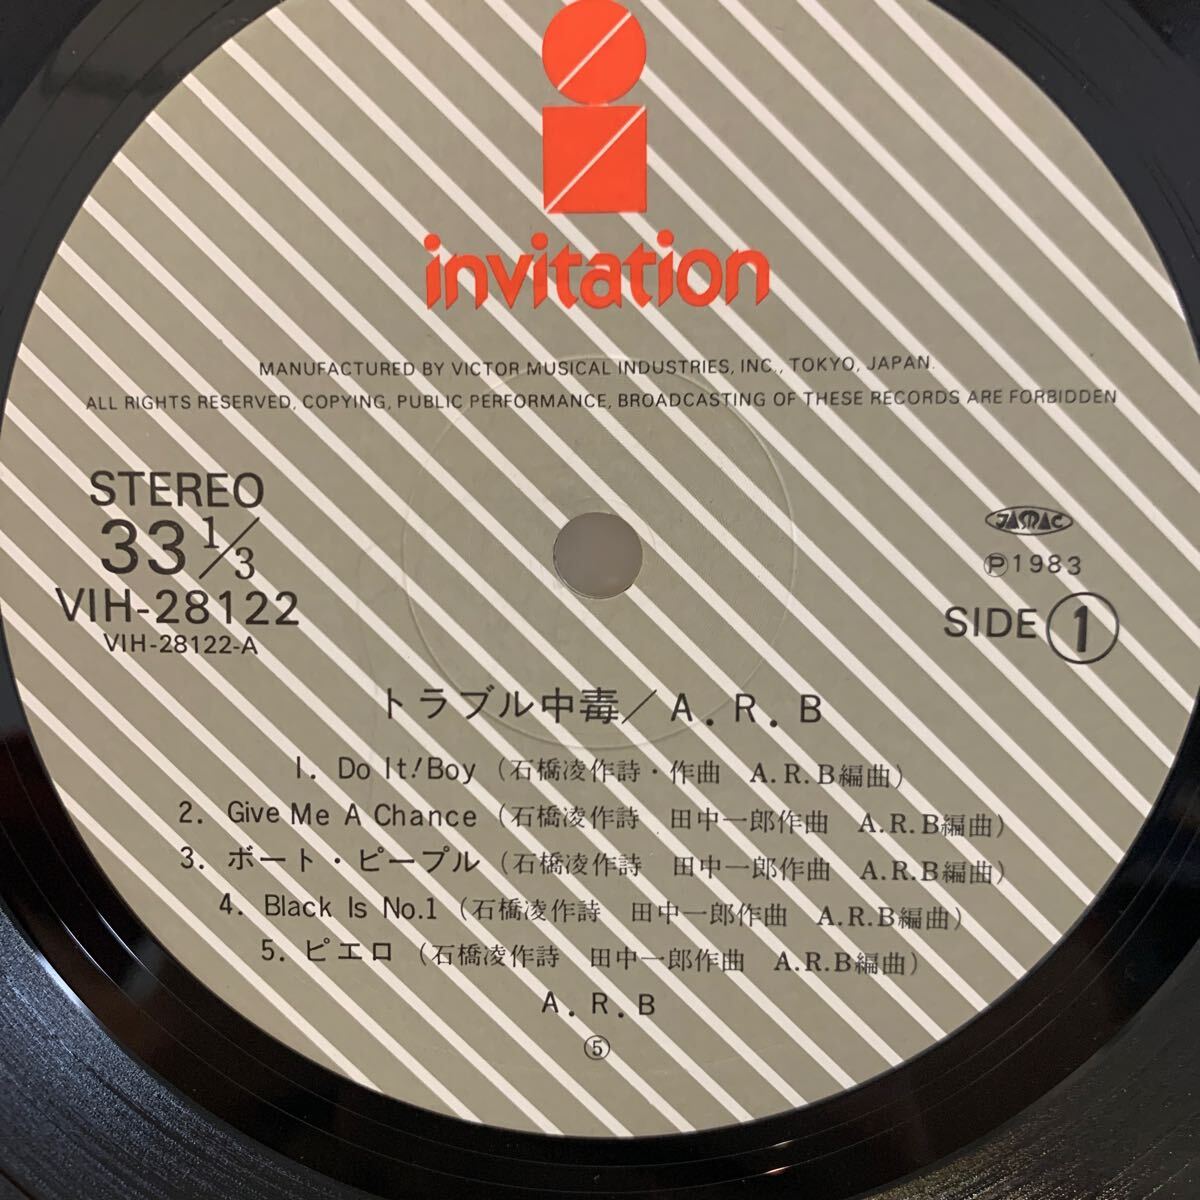 invitation
MANUFACTURED BY VICTOR MUSICAL INDUSTRIES, INC., TOKYO, JAPAN.
ALL RIGHTS RESERVED, COPYING, PUBLIC PERFORMANCE, BROADCASTING OF THESE RECORDS ARE FORBIDDEN
STEREO
33 1/3
VIH-28122
VIH-28122-A
JASRAC
Ⓟ1983
SIDE ①
トラブル中毒／A.R.B
1. Do It!Boy (石橋凌作詩・作曲 A.R.B編曲)
2. Give Me A Chance (石橋凌作詩 田中一郎作曲 A.R.B編曲)
3. ボート・ピープル (石橋凌作詩 田中一郎作曲 A.R.B編曲)
4. Black Is No.1 (石橋凌作詩 田中一郎作曲 A.R.B編曲)
5. ピエロ (石橋凌作詩 田中一郎作曲 A.R.B編曲)
A.R.B
⑤